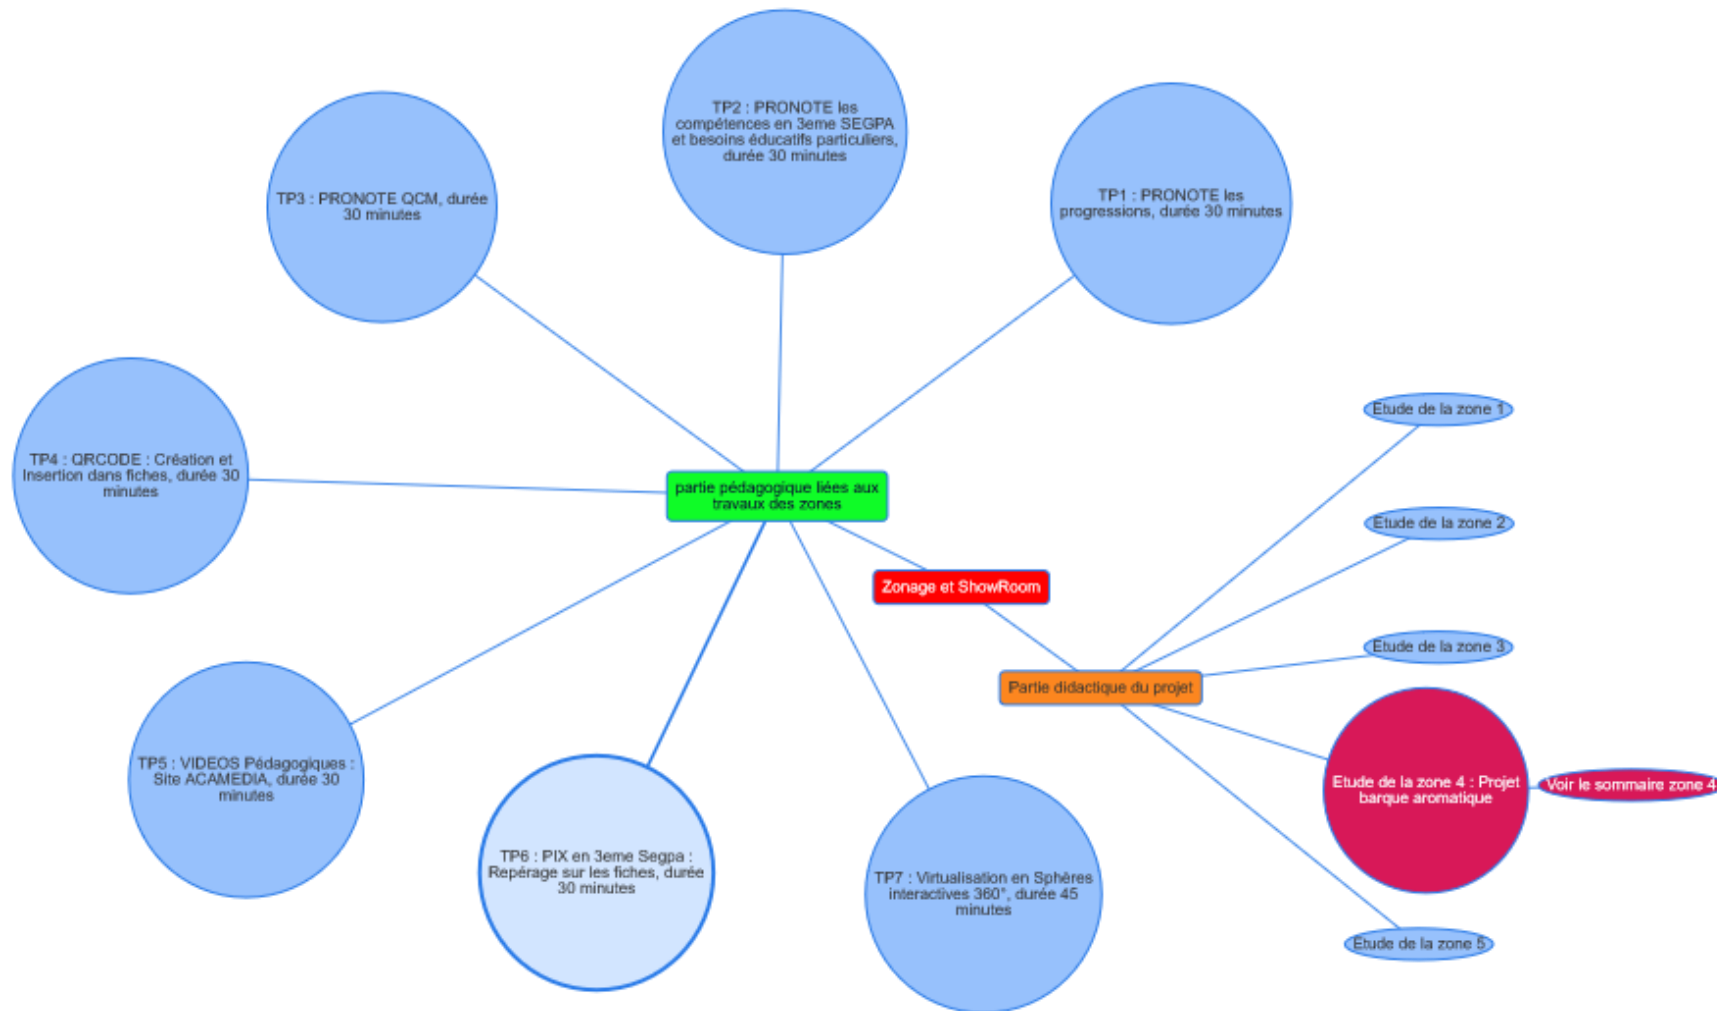 TP2 : PRONOTE les
compétences en 3eme SEGPA
et besoins éducatifs particuliers,
durée 30 minutes
TP3 : PRONOTE QCM, durée
30 minutes
TP1 : PRONOTE les
progressions, durée 30 minutes
Etude de la zone 1
TP4 : QRCODE : Création et
Insertion dans fiches, durée 30
minutes
partie pédagogique liées aux
travaux des zones
Etude de la zone 2
Zonage et ShowRoom
Etude de la zone 3
Partie didactique du projet
TP5 : VIDEOS Pédagogiques :
Site ACAMEDIA, durée 30
minutes
Etude de la zone 4 : Projet
barque aromatique
Voir le sommaire zone 4
TP6 : PIX en 3eme Segpa :
Repérage sur les fiches, durée
30 minutes
TP7 : Virtualisation en Sphères
interactives 360°, durée 45
minutes
Etude de la zone 5